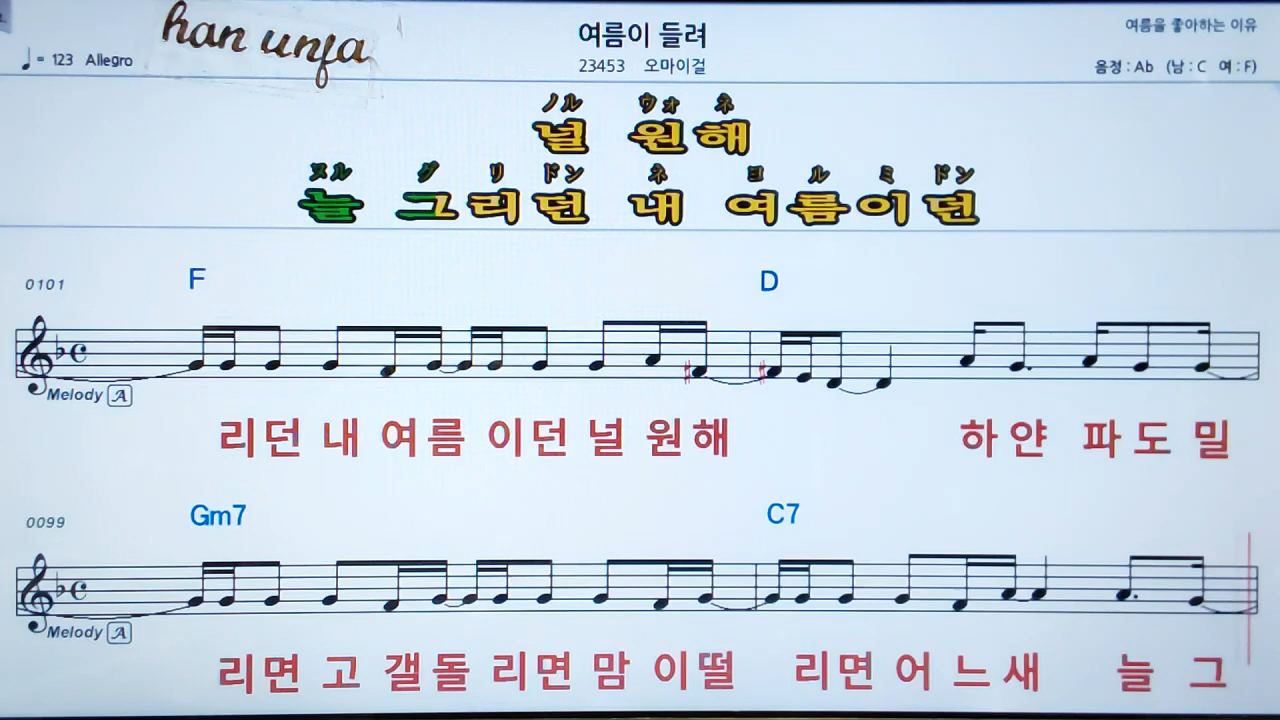 han unja
여름이 들려
여름을 좋아하는 이유
♩= 123 Allegro
23453 오마이걸
음정 : Ab (남 : C 여 : F)
ノル ウォ ネ
널 원해
ヌル グ リ ドン ネ ヨ ル ミ ドン
늘 그리던 내 여름이던
0101
F D
Melody A
리던 내 여름 이던 널 원해 하얀 파도 밀
0099
Gm7 C7
Melody A
리면 고 갤돌 리면 맘 이떨 리면 어 느새 늘 그